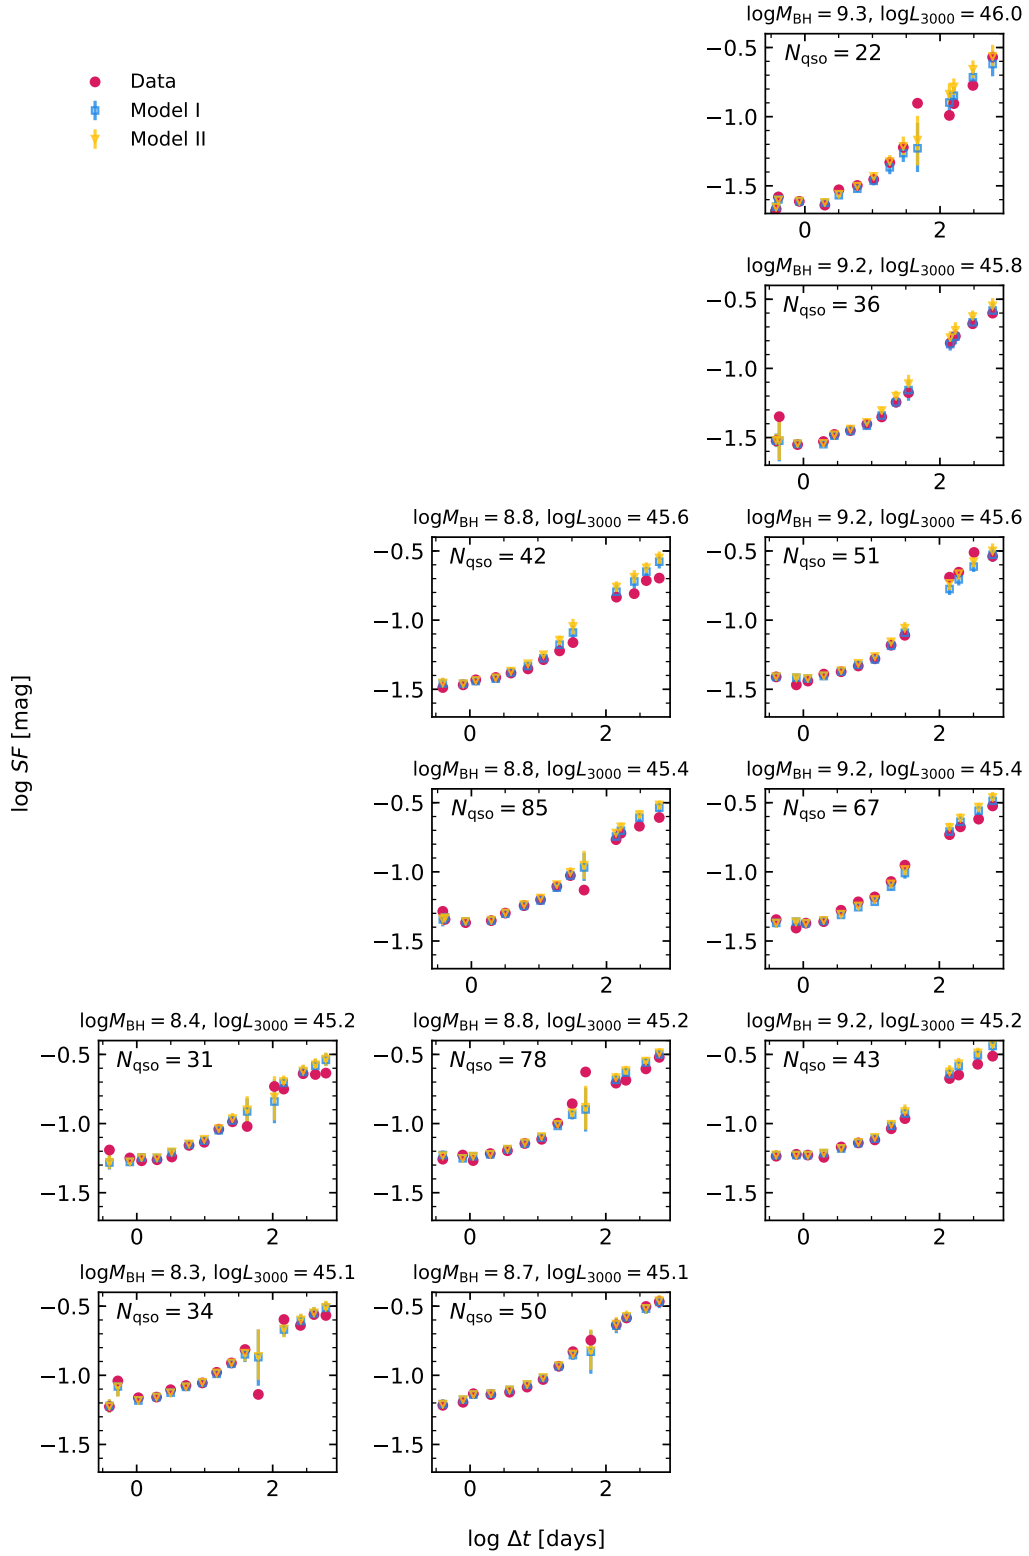 logM_BH = 9.3, logL_3000 = 46.0
N_qso = 22
−0.5
−1.0
−1.5
0 2
Data
Model I
Model II
logM_BH = 9.2, logL_3000 = 45.8
N_qso = 36
−0.5
−1.0
−1.5
0 2
logM_BH = 8.8, logL_3000 = 45.6
N_qso = 42
−0.5
−1.0
−1.5
0 2
logM_BH = 9.2, logL_3000 = 45.6
N_qso = 51
−0.5
−1.0
−1.5
0 2
log SF [mag]
logM_BH = 8.8, logL_3000 = 45.4
N_qso = 85
−0.5
−1.0
−1.5
0 2
logM_BH = 9.2, logL_3000 = 45.4
N_qso = 67
−0.5
−1.0
−1.5
0 2
logM_BH = 8.4, logL_3000 = 45.2
N_qso = 31
−0.5
−1.0
−1.5
0 2
logM_BH = 8.8, logL_3000 = 45.2
N_qso = 78
−0.5
−1.0
−1.5
0 2
logM_BH = 9.2, logL_3000 = 45.2
N_qso = 43
−0.5
−1.0
−1.5
0 2
logM_BH = 8.3, logL_3000 = 45.1
N_qso = 34
−0.5
−1.0
−1.5
0 2
logM_BH = 8.7, logL_3000 = 45.1
N_qso = 50
−0.5
−1.0
−1.5
0 2
log Δt [days]